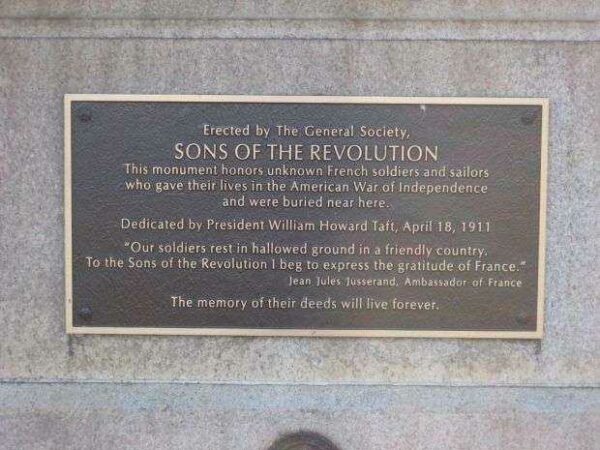 Erected by The General Society,
SONS OF THE REVOLUTION
This monument honors unknown French soldiers and sailors
who gave their lives in the American War of Independence
and were buried near here.
Dedicated by President William Howard Taft, April 18, 1911
"Our soldiers rest in hallowed ground in a friendly country.
To the Sons of the Revolution I beg to express the gratitude of France."
Jean Jules Jusserand, Ambassador of France
The memory of their deeds will live forever.